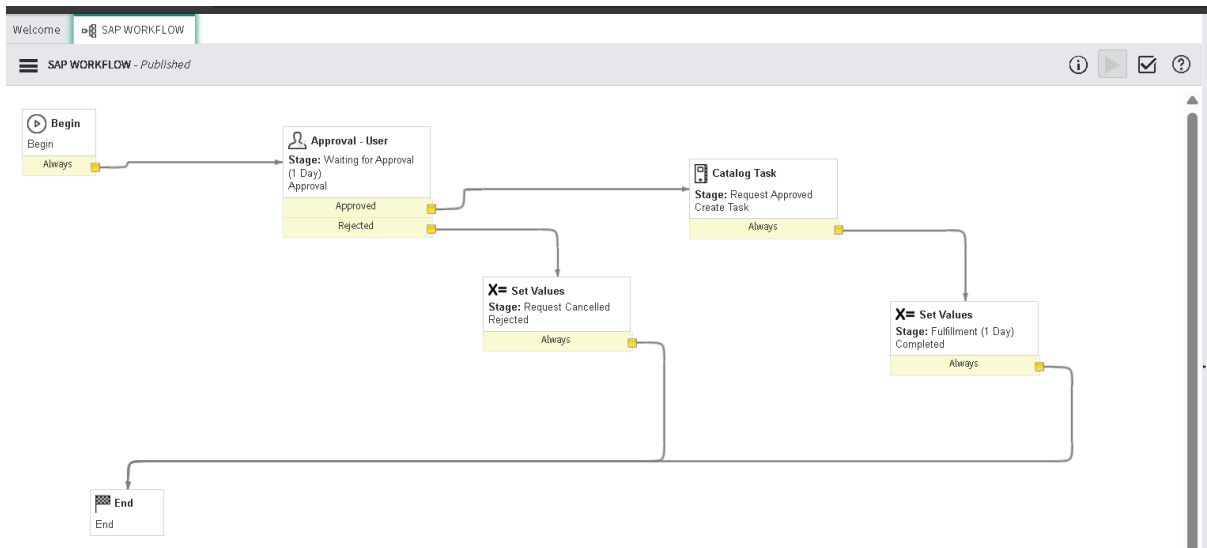 Welcome
SAP WORKFLOW
SAP WORKFLOW - Published
Begin
Begin
Always
Approval - User
Stage: Waiting for Approval
(1 Day)
Approval
Approved
Rejected
Catalog Task
Stage: Request Approved
Create Task
Always
X= Set Values
Stage: Request Cancelled
Rejected
Always
X= Set Values
Stage: Fulfillment (1 Day)
Completed
Always
End
End